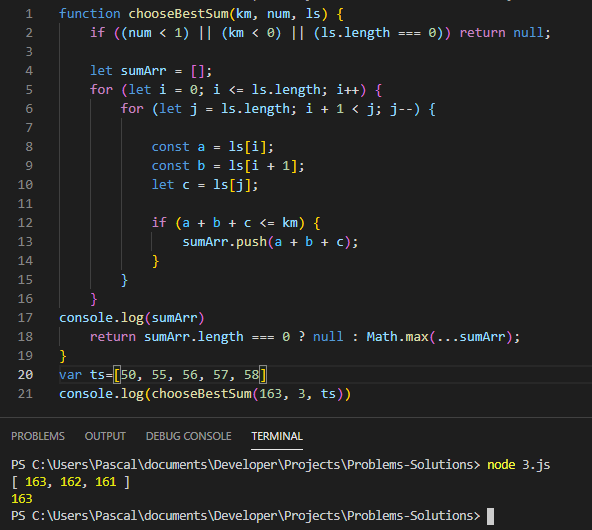 1 function chooseBestSum(km, num, ls) {
2     if ((num < 1) || (km < 0) || (ls.length === 0)) return null;
3
4     let sumArr = [];
5     for (let i = 0; i <= ls.length; i++) {
6         for (let j = ls.length; i + 1 < j; j--) {
7
8             const a = ls[i];
9             const b = ls[i + 1];
10             let c = ls[j];
11
12             if (a + b + c <= km) {
13                 sumArr.push(a + b + c);
14             }
15         }
16     }
17 console.log(sumArr)
18     return sumArr.length === 0 ? null : Math.max(...sumArr);
19 }
20 var ts=[50, 55, 56, 57, 58]
21 console.log(chooseBestSum(163, 3, ts))
PROBLEMS OUTPUT DEBUG CONSOLE TERMINAL
PS C:\Users\Pascal\documents\Developer\Projects\Problems-Solutions> node 3.js
[ 163, 162, 161 ]
163
PS C:\Users\Pascal\documents\Developer\Projects\Problems-Solutions>